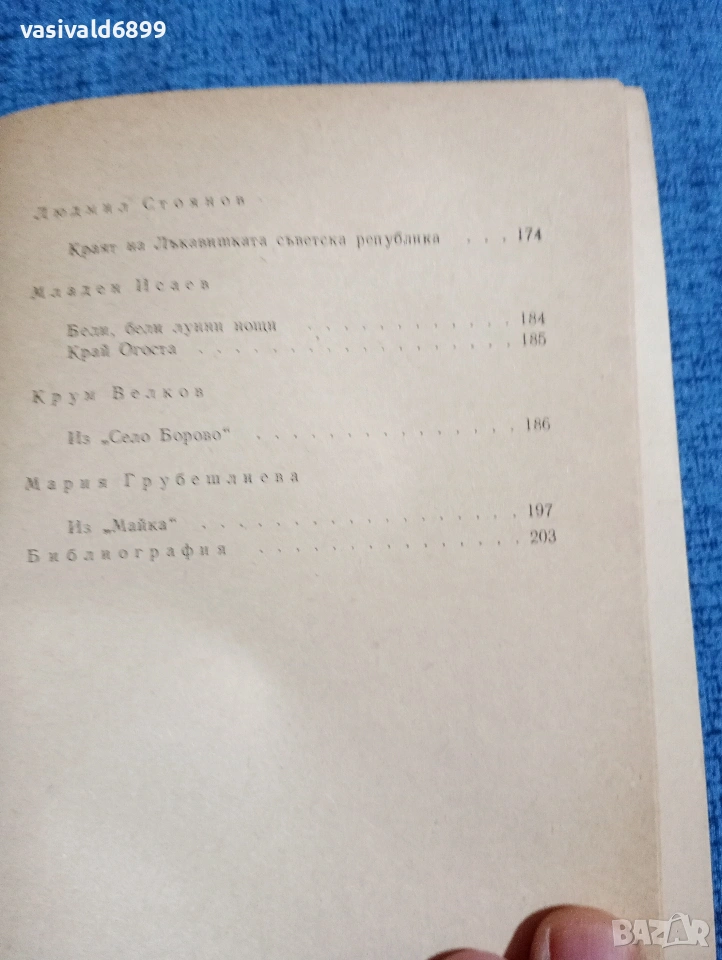 vasivald6899
Людмил Стоянов
Краят на Лъкавишката съветска република . . . 174
Младен Исаев
Бели, бели лунни нощи . . . . . . . . . . . 184
Край Огоста . . . . . . . . . . . . . . . . 185
Крум Велков
Из „Село Борово“ . . . . . . . . . . . . . 186
Мария Грубешлиева
Из „Майка“ . . . . . . . . . . . . . . . . 197
Библиография . . . . . . . . . . . . . . . 203
BAZAR